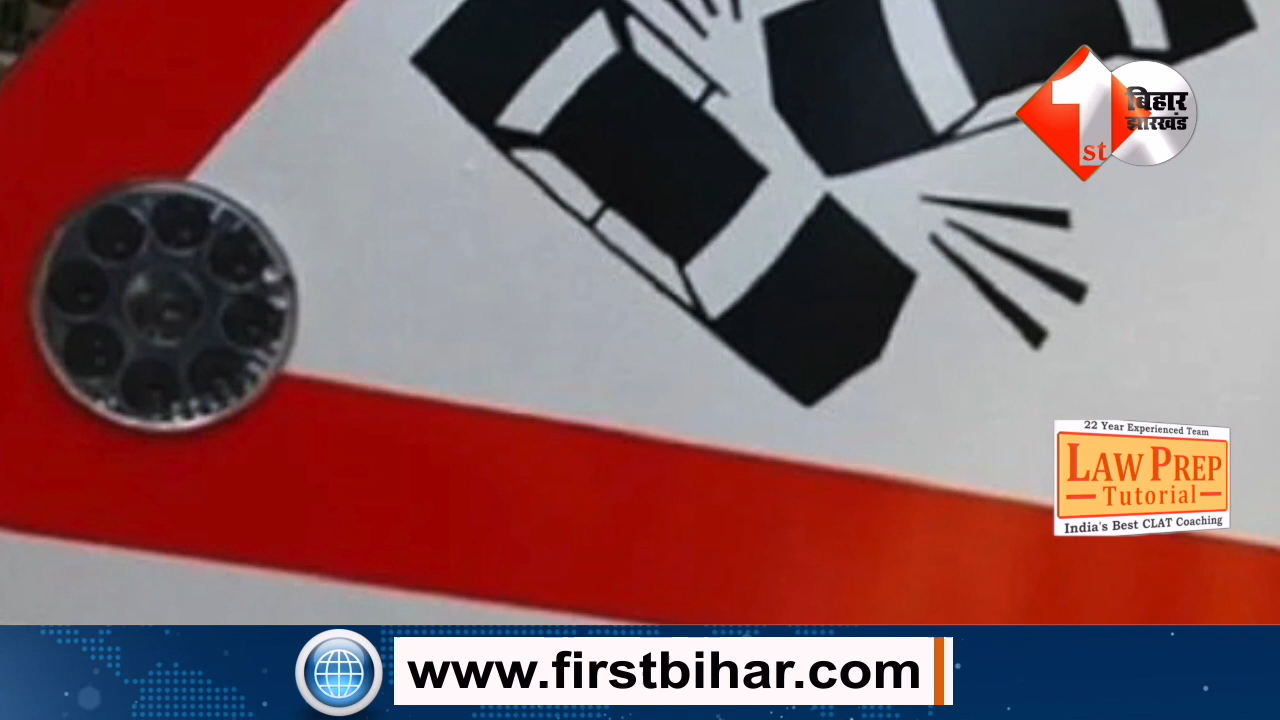 1st
बिहार
झारखंड
22 Year Experienced Team
LAW PREP
Tutorial
India's Best CLAT Coaching
www.firstbihar.com